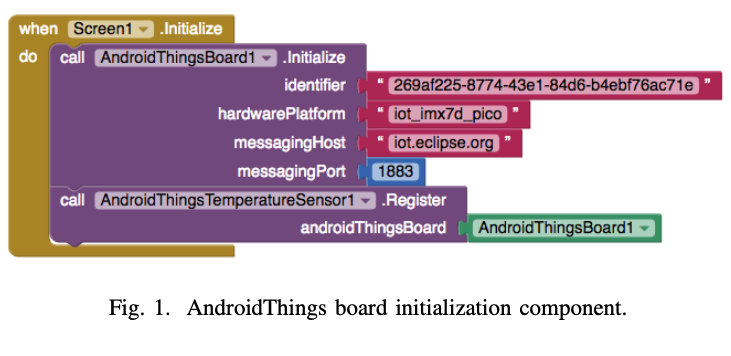 when Screen1 .Initialize
do call AndroidThingsBoard1 .Initialize
identifier " 269af225-8774-43e1-84d6-b4ebf76ac71e "
hardwarePlatform " iot_imx7d_pico "
messagingHost " iot.eclipse.org "
messagingPort 1883
call AndroidThingsTemperatureSensor1 .Register
androidThingsBoard AndroidThingsBoard1
Fig. 1. AndroidThings board initialization component.